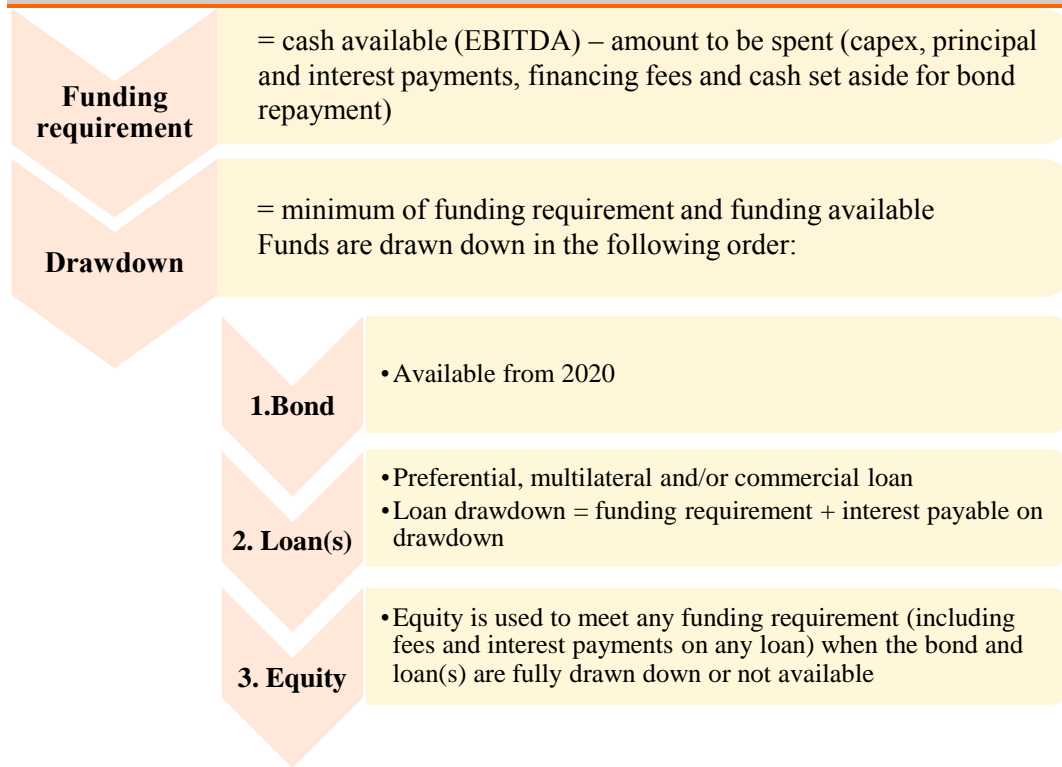 Funding
requirement
= cash available (EBITDA) – amount to be spent (capex, principal
and interest payments, financing fees and cash set aside for bond
repayment)
Drawdown
= minimum of funding requirement and funding available
Funds are drawn down in the following order:
1.Bond
•Available from 2020
2. Loan(s)
•Preferential, multilateral and/or commercial loan
•Loan drawdown = funding requirement + interest payable on
drawdown
3. Equity
•Equity is used to meet any funding requirement (including
fees and interest payments on any loan) when the bond and
loan(s) are fully drawn down or not available